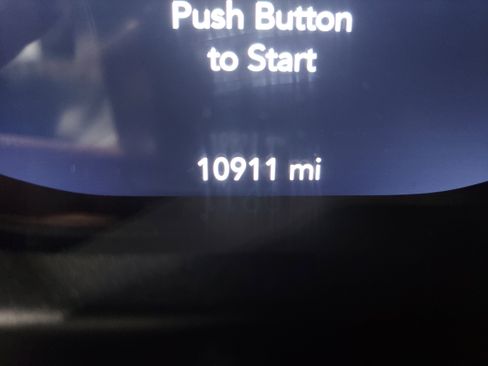 Push Button
to Start
10911 mi